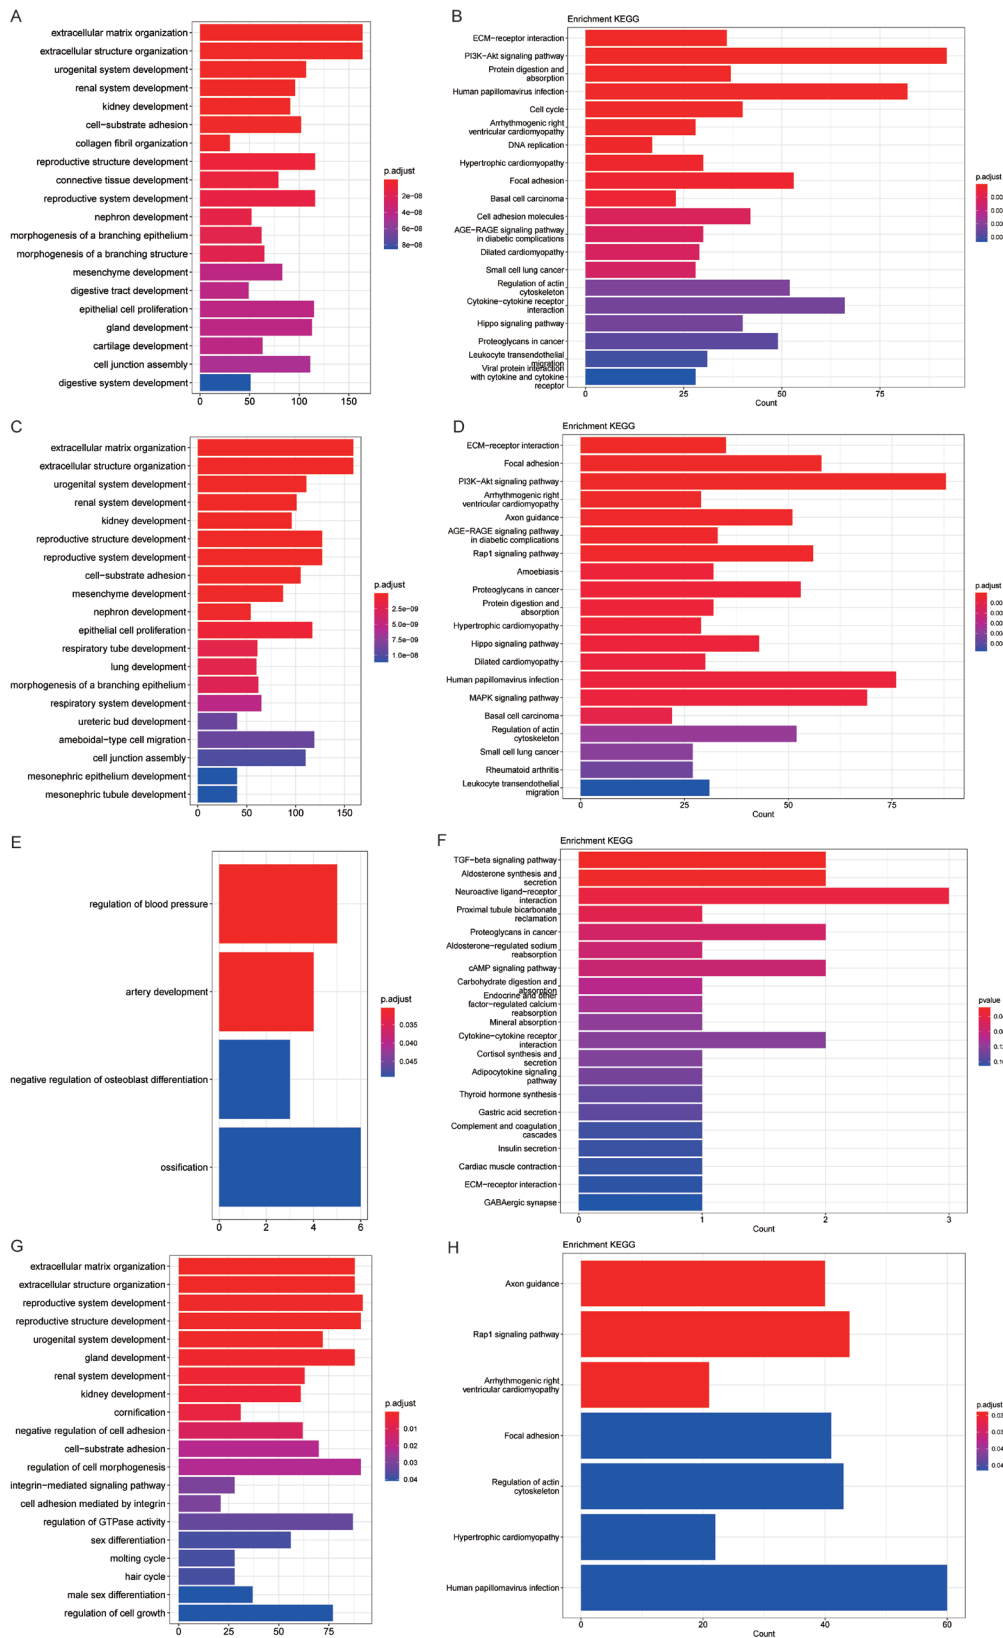 A
extracellular matrix organization
extracellular structure organization
urogenital system development
renal system development
kidney development
cell−substrate adhesion
collagen fibril organization
reproductive structure development
connective tissue development
reproductive system development
nephron development
morphogenesis of a branching epithelium
morphogenesis of a branching structure
mesenchyme development
digestive tract development
epithelial cell proliferation
gland development
cartilage development
cell junction assembly
digestive system development
0 50 100 150
p.adjust
2e−08
4e−08
6e−08
8e−08
B
Enrichment KEGG
ECM−receptor interaction
PI3K−Akt signaling pathway
Protein digestion and
absorption
Human papillomavirus infection
Cell cycle
Arrhythmogenic right
ventricular cardiomyopathy
DNA replication
Hypertrophic cardiomyopathy
Focal adhesion
Basal cell carcinoma
Cell adhesion molecules
AGE−RAGE signaling pathway
in diabetic complications
Dilated cardiomyopathy
Small cell lung cancer
Regulation of actin
cytoskeleton
Cytokine−cytokine receptor
interaction
Hippo signaling pathway
Proteoglycans in cancer
Leukocyte transendothelial
migration
Viral protein interaction
with cytokine and cytokine
receptor
0 25 50 75
Count
p.adjust
0.00
0.00
0.00
C
extracellular matrix organization
extracellular structure organization
urogenital system development
renal system development
kidney development
reproductive structure development
reproductive system development
cell−substrate adhesion
mesenchyme development
nephron development
epithelial cell proliferation
respiratory tube development
lung development
morphogenesis of a branching epithelium
respiratory system development
ureteric bud development
ameboidal−type cell migration
cell junction assembly
mesonephric epithelium development
mesonephric tubule development
0 50 100 150
p.adjust
2.5e−09
5.0e−09
7.5e−09
1.0e−08
D
Enrichment KEGG
ECM−receptor interaction
Focal adhesion
PI3K−Akt signaling pathway
Arrhythmogenic right
ventricular cardiomyopathy
Axon guidance
AGE−RAGE signaling pathway
in diabetic complications
Rap1 signaling pathway
Amoebiasis
Proteoglycans in cancer
Protein digestion and
absorption
Hypertrophic cardiomyopathy
Hippo signaling pathway
Dilated cardiomyopathy
Human papillomavirus infection
MAPK signaling pathway
Basal cell carcinoma
Regulation of actin
cytoskeleton
Small cell lung cancer
Rheumatoid arthritis
Leukocyte transendothelial
migration
0 25 50 75
Count
p.adjust
0.00
0.00
0.00
0.00
E
regulation of blood pressure
artery development
negative regulation of osteoblast differentiation
ossification
0 2 4 6
p.adjust
0.035
0.040
0.045
F
Enrichment KEGG
TGF−beta signaling pathway
Aldosterone synthesis and
secretion
Neuroactive ligand−receptor
interaction
Proximal tubule bicarbonate
reclamation
Proteoglycans in cancer
Aldosterone−regulated sodium
reabsorption
cAMP signaling pathway
Carbohydrate digestion and
absorption
Endocrine and other
factor−regulated calcium
reabsorption
Mineral absorption
Cytokine−cytokine receptor
interaction
Cortisol synthesis and
secretion
Adipocytokine signaling
pathway
Thyroid hormone synthesis
Gastric acid secretion
Complement and coagulation
cascades
Insulin secretion
Cardiac muscle contraction
ECM−receptor interaction
GABAergic synapse
0 1 2 3
Count
pvalue
G
extracellular matrix organization
extracellular structure organization
reproductive system development
reproductive structure development
urogenital system development
gland development
renal system development
kidney development
cornification
negative regulation of cell adhesion
cell−substrate adhesion
regulation of cell morphogenesis
integrin−mediated signaling pathway
cell adhesion mediated by integrin
regulation of GTPase activity
sex differentiation
molting cycle
hair cycle
male sex differentiation
regulation of cell growth
0 25 50 75
p.adjust
0.01
0.02
0.03
0.04
H
Enrichment KEGG
Axon guidance
Rap1 signaling pathway
Arrhythmogenic right
ventricular cardiomyopathy
Focal adhesion
Regulation of actin
cytoskeleton
Hypertrophic cardiomyopathy
Human papillomavirus infection
0 20 40 60
Count
p.adjust
0.03
0.03
0.04
0.04